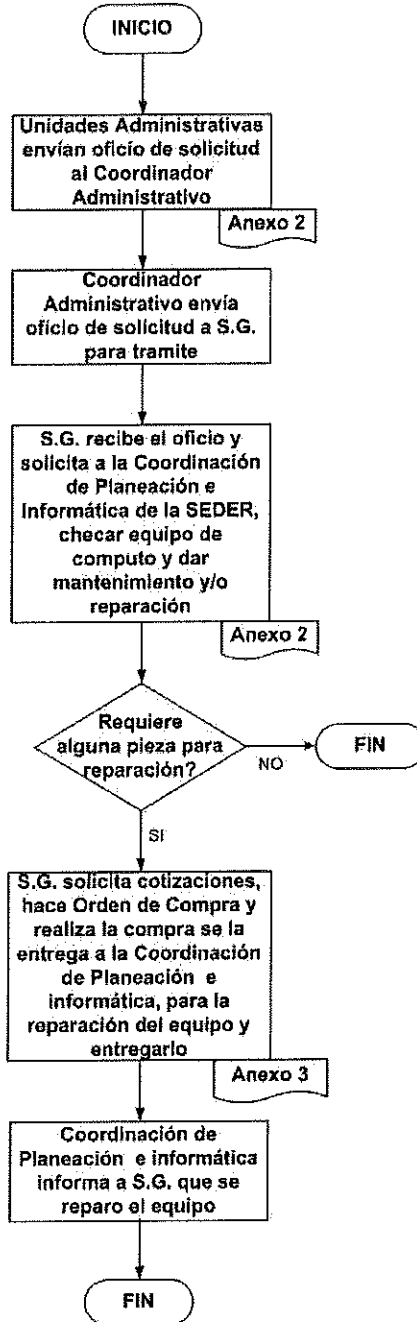 INICIO
Unidades Administrativas
envían oficio de solicitud
al Coordinador
Administrativo
Anexo 2
Coordinador
Administrativo envía
oficio de solicitud a S.G.
para tramite
S.G. recibe el oficio y
solicita a la Coordinación
de Planeación e
Informática de la SEDER,
checar equipo de
computo y dar
mantenimiento y/o
reparación
Anexo 2
Requiere
alguna pieza para
reparación?
NO
FIN
SI
S.G. solicita cotizaciones,
hace Orden de Compra y
realiza la compra se la
entrega a la Coordinación
de Planeación e
informática, para la
reparación del equipo y
entregarlo
Anexo 3
Coordinación de
Planeación e informática
informa a S.G. que se
reparo el equipo
FIN